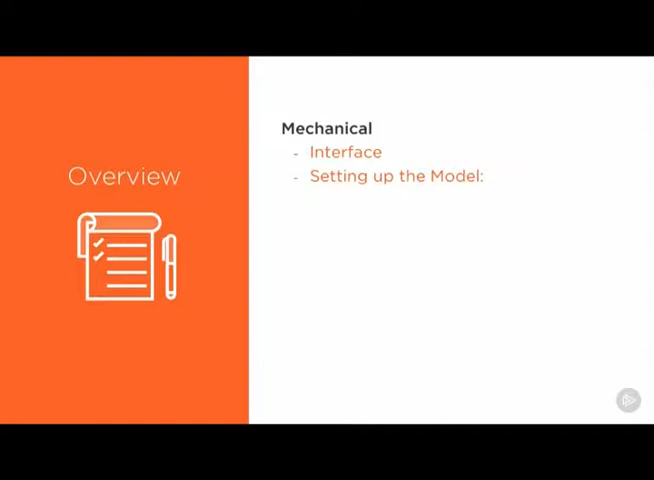 Overview
Mechanical
- Interface
- Setting up the Model: